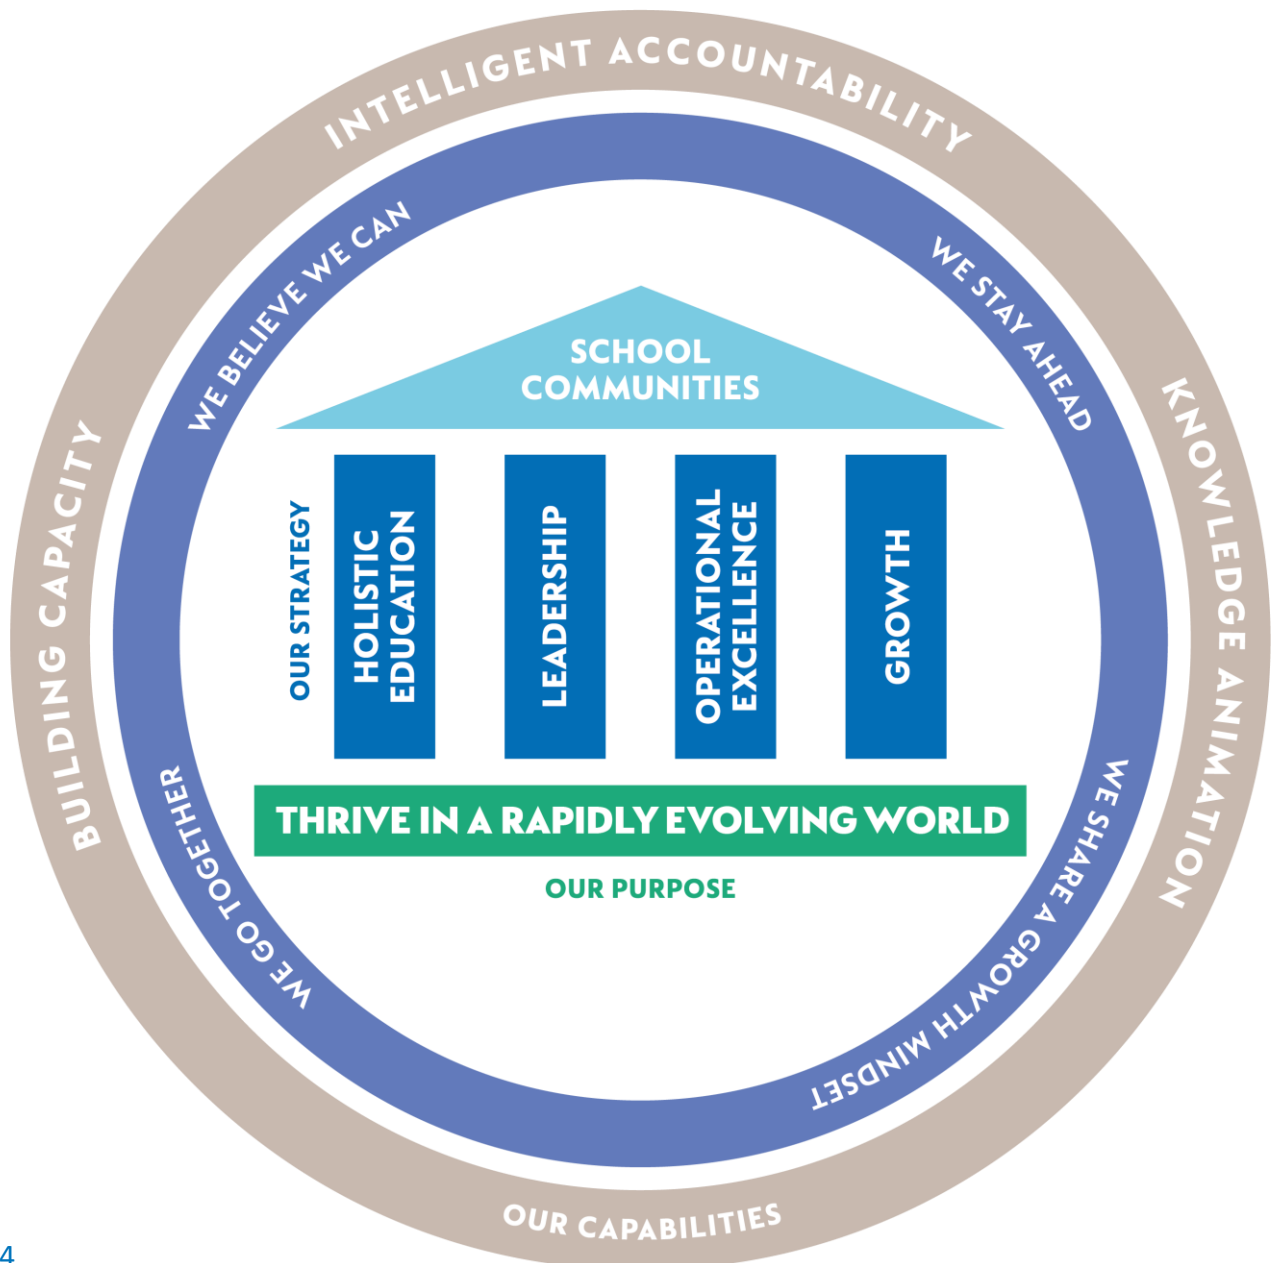 INTELLIGENT ACCOUNTABILITY
KNOWLEDGE ANIMATION
BUILDING CAPACITY
OUR CAPABILITIES
WE BELIEVE WE CAN
WE STAY AHEAD
WE SHARE A GROWTH MINDSET
WE GO TOGETHER
SCHOOL
COMMUNITIES
OUR STRATEGY
HOLISTIC
EDUCATION
LEADERSHIP
OPERATIONAL
EXCELLENCE
GROWTH
THRIVE IN A RAPIDLY EVOLVING WORLD
OUR PURPOSE
4